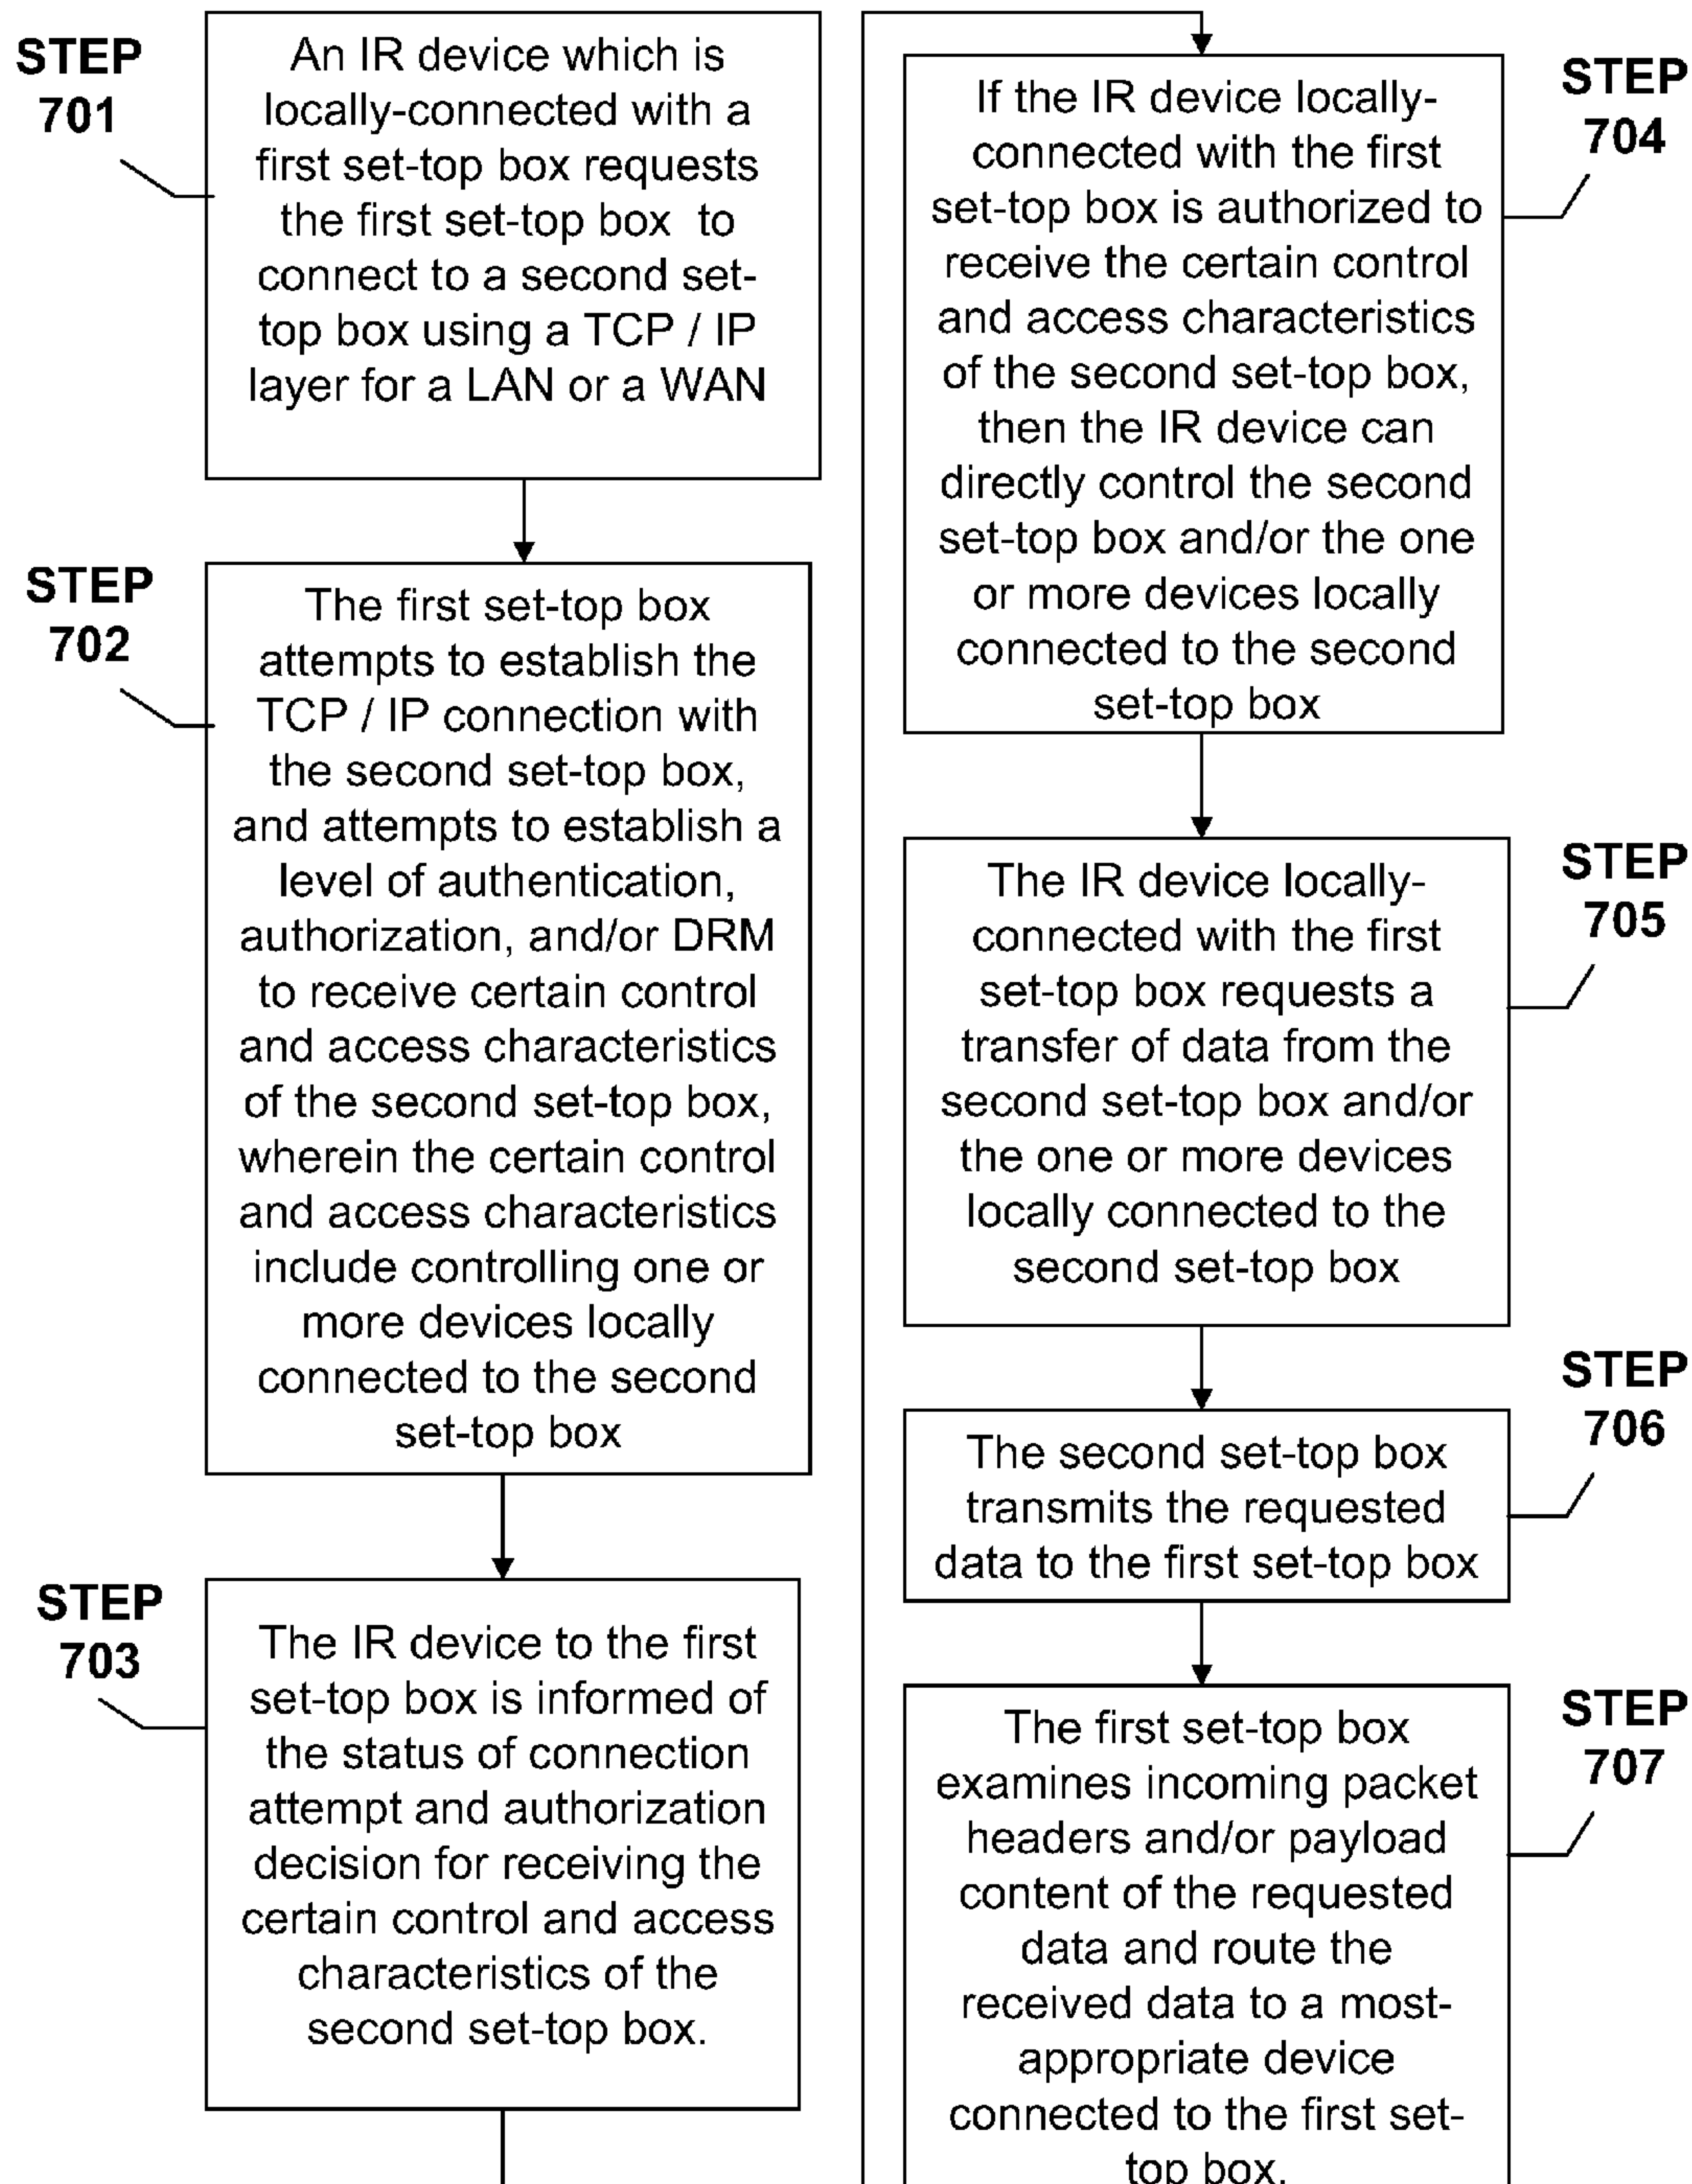 STEP
701
An IR device which is
locally-connected with a
first set-top box requests
the first set-top box to
connect to a second set-
top box using a TCP / IP
layer for a LAN or a WAN
STEP
702
The first set-top box
attempts to establish the
TCP / IP connection with
the second set-top box,
and attempts to establish a
level of authentication,
authorization, and/or DRM
to receive certain control
and access characteristics
of the second set-top box,
wherein the certain control
and access characteristics
include controlling one or
more devices locally
connected to the second
set-top box
STEP
703
The IR device to the first
set-top box is informed of
the status of connection
attempt and authorization
decision for receiving the
certain control and access
characteristics of the
second set-top box.
STEP
704
If the IR device locally-
connected with the first
set-top box is authorized to
receive the certain control
and access characteristics
of the second set-top box,
then the IR device can
directly control the second
set-top box and/or the one
or more devices locally
connected to the second
set-top box
STEP
705
The IR device locally-
connected with the first
set-top box requests a
transfer of data from the
second set-top box and/or
the one or more devices
locally connected to the
second set-top box
STEP
706
The second set-top box
transmits the requested
data to the first set-top box
STEP
707
The first set-top box
examines incoming packet
headers and/or payload
content of the requested
data and route the
received data to a most-
appropriate device
connected to the first set-
top box.